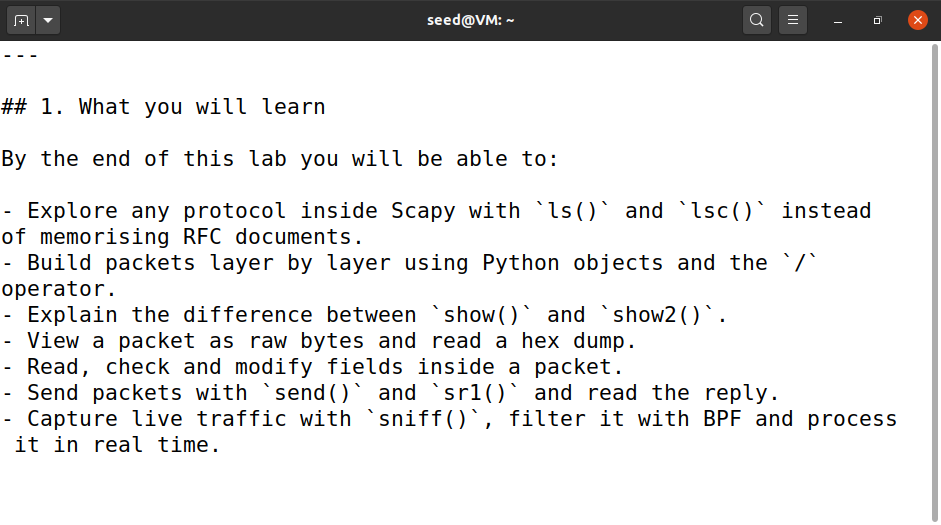 seed@VM: ~
---
## 1. What you will learn
By the end of this lab you will be able to:
- Explore any protocol inside Scapy with `ls()` and `lsc()` instead
of memorising RFC documents.
- Build packets layer by layer using Python objects and the `/`
operator.
- Explain the difference between `show()` and `show2()`.
- View a packet as raw bytes and read a hex dump.
- Read, check and modify fields inside a packet.
- Send packets with `send()` and `sr1()` and read the reply.
- Capture live traffic with `sniff()`, filter it with BPF and process
 it in real time.